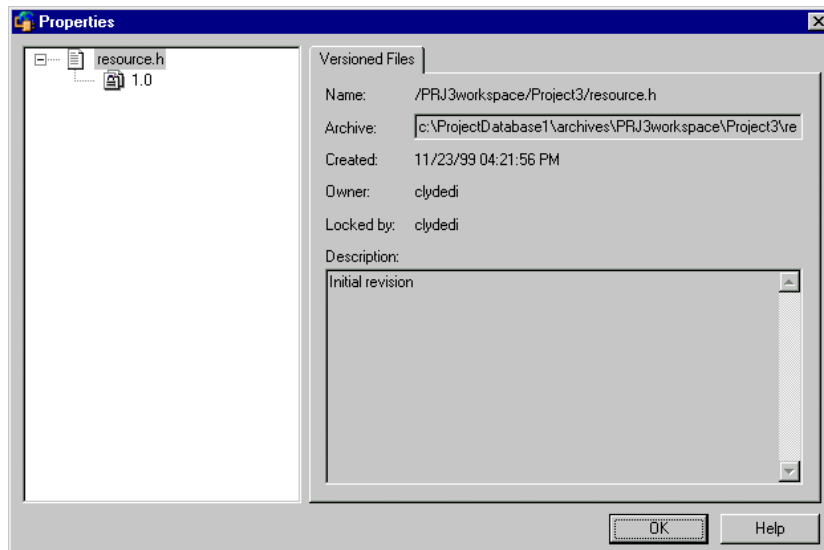 Properties
resource.h
1.0
Versioned Files
Name: /PRJ3workspace/Project3/resource.h
Archive: c:\ProjectDatabase1\archives\PRJ3workspace\Project3\re
Created: 11/23/99 04:21:56 PM
Owner: clydedi
Locked by: clydedi
Description:
Initial revision
OK Help